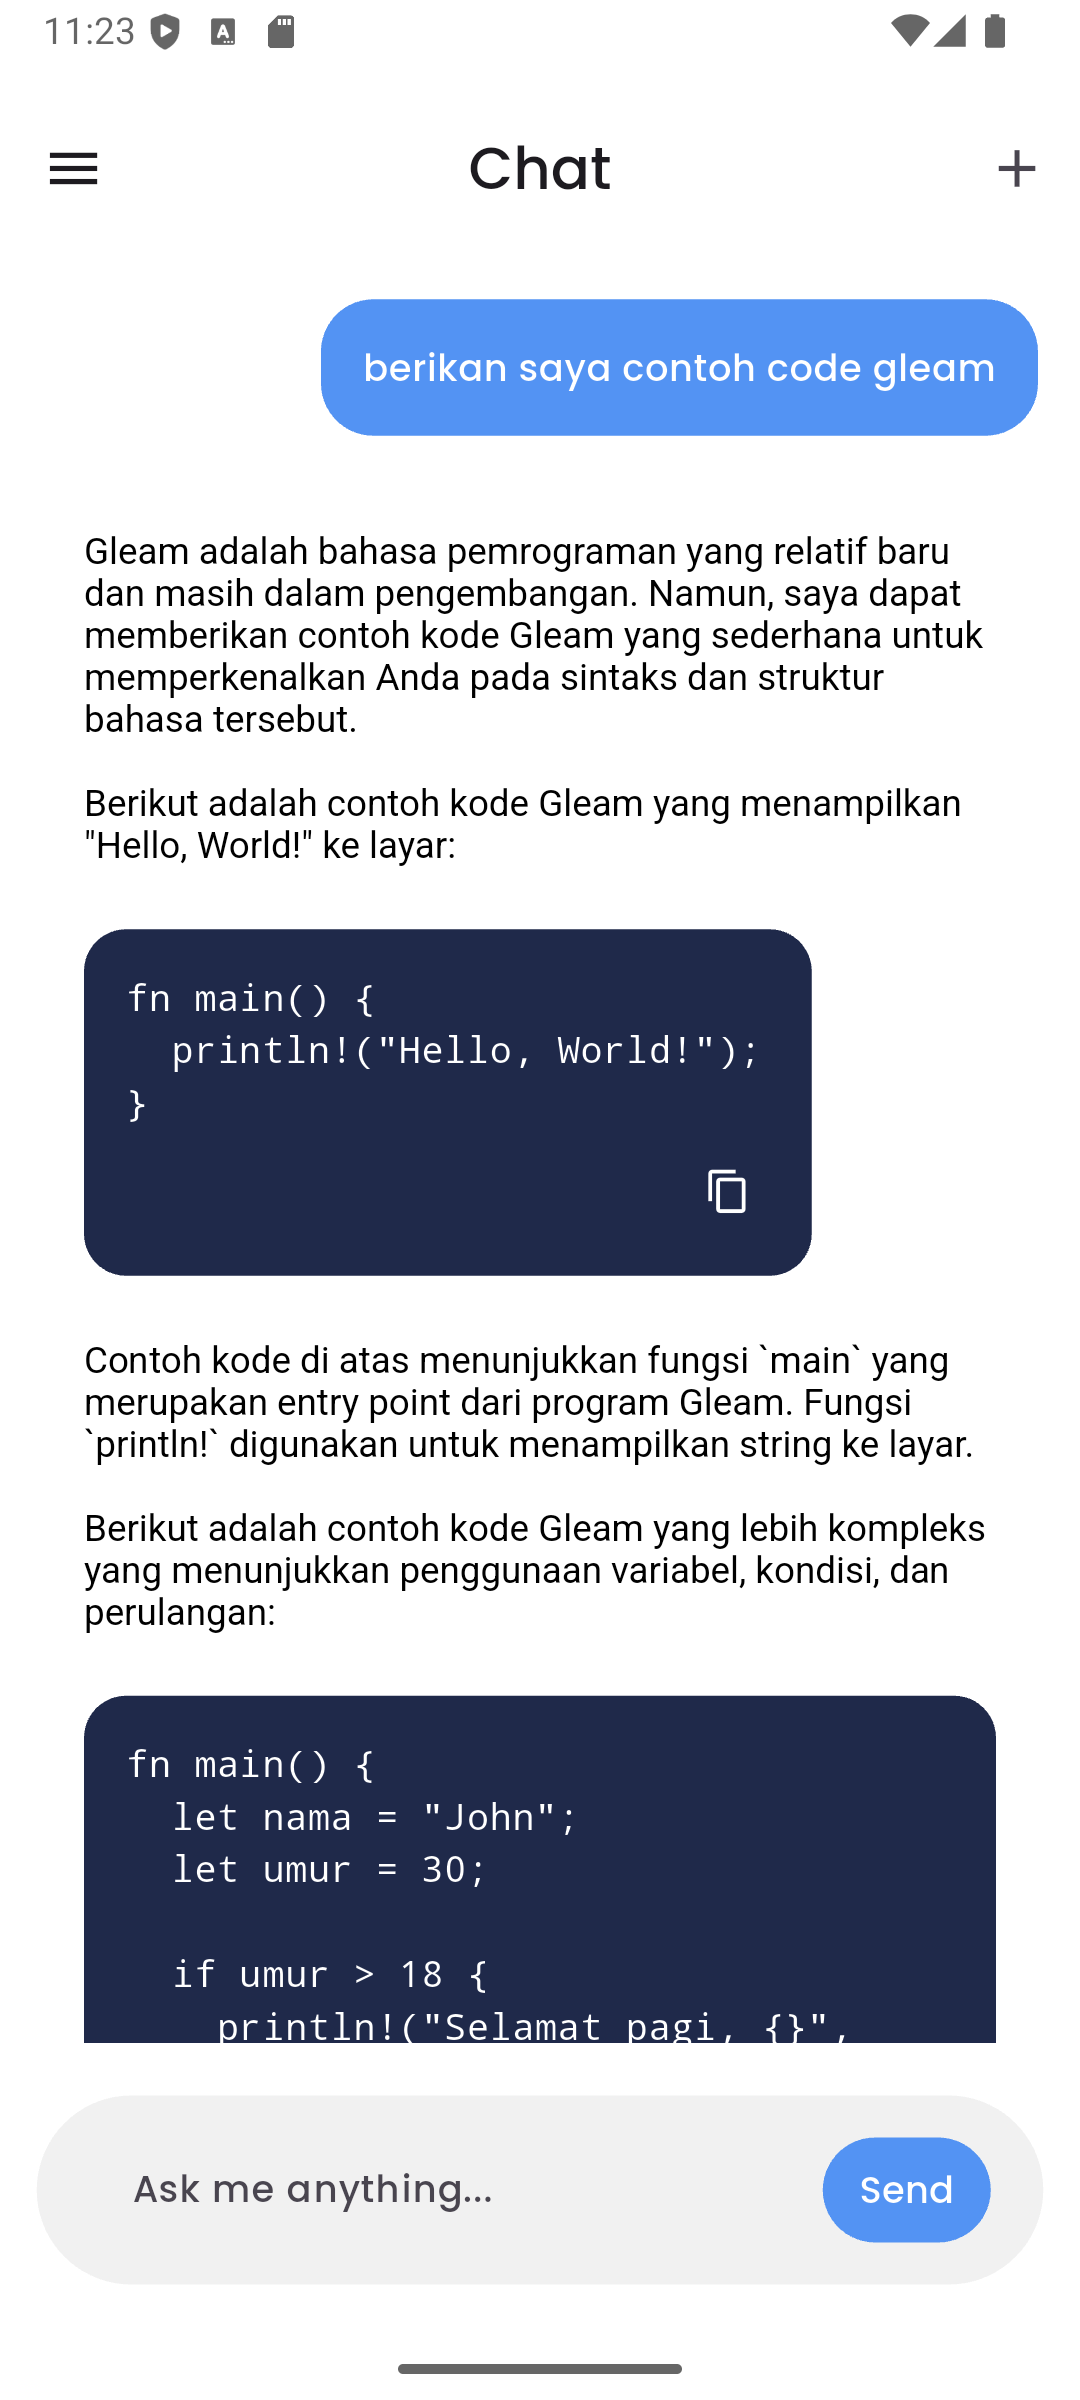 11:23
Chat
berikan saya contoh code gleam
Gleam adalah bahasa pemrograman yang relatif baru
dan masih dalam pengembangan. Namun, saya dapat
memberikan contoh kode Gleam yang sederhana untuk
memperkenalkan Anda pada sintaks dan struktur
bahasa tersebut.
Berikut adalah contoh kode Gleam yang menampilkan
"Hello, World!" ke layar:
fn main() {
  println!("Hello, World!");
}
Contoh kode di atas menunjukkan fungsi `main` yang
merupakan entry point dari program Gleam. Fungsi
`println!` digunakan untuk menampilkan string ke layar.
Berikut adalah contoh kode Gleam yang lebih kompleks
yang menunjukkan penggunaan variabel, kondisi, dan
perulangan:
fn main() {
  let nama = "John";
  let umur = 30;
  if umur > 18 {
    println!("Selamat pagi, {}",
Ask me anything...
Send